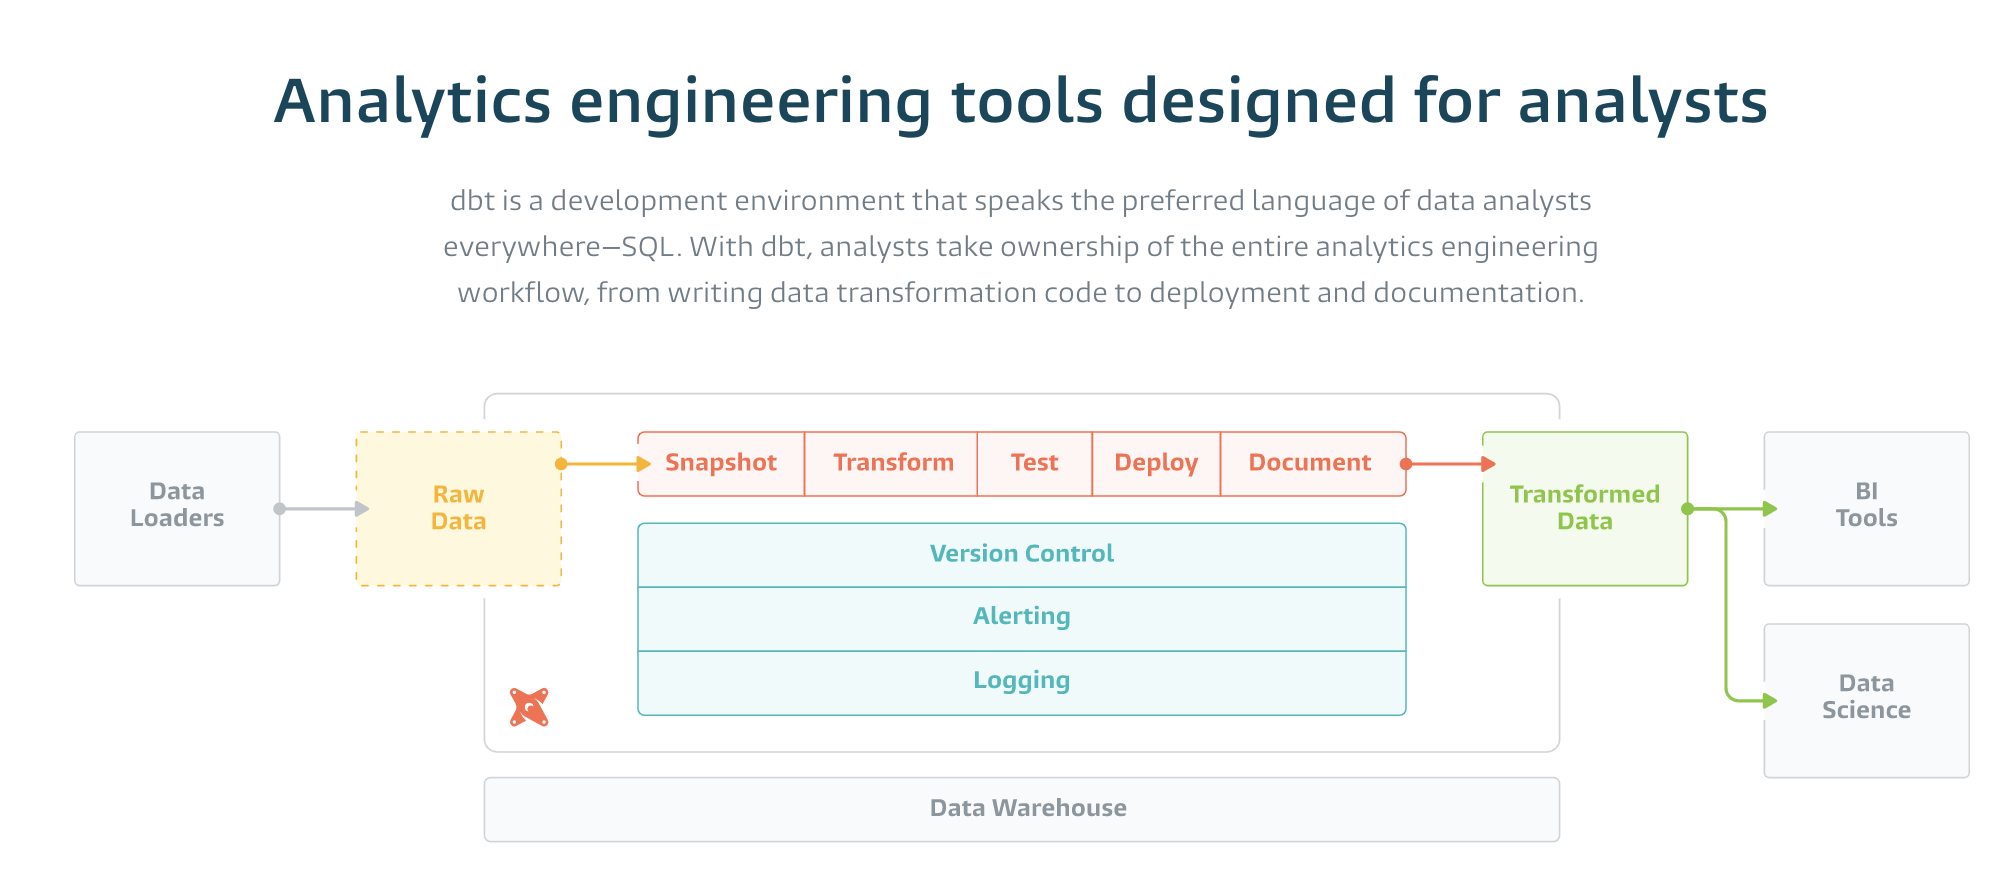 Analytics engineering tools designed for analysts
dbt is a development environment that speaks the preferred language of data analysts
everywhere—SQL. With dbt, analysts take ownership of the entire analytics engineering
workflow, from writing data transformation code to deployment and documentation.
Data
Loaders
Raw
Data
Snapshot
Transform
Test
Deploy
Document
Version Control
Alerting
Logging
Transformed
Data
BI
Tools
Data
Science
Data Warehouse